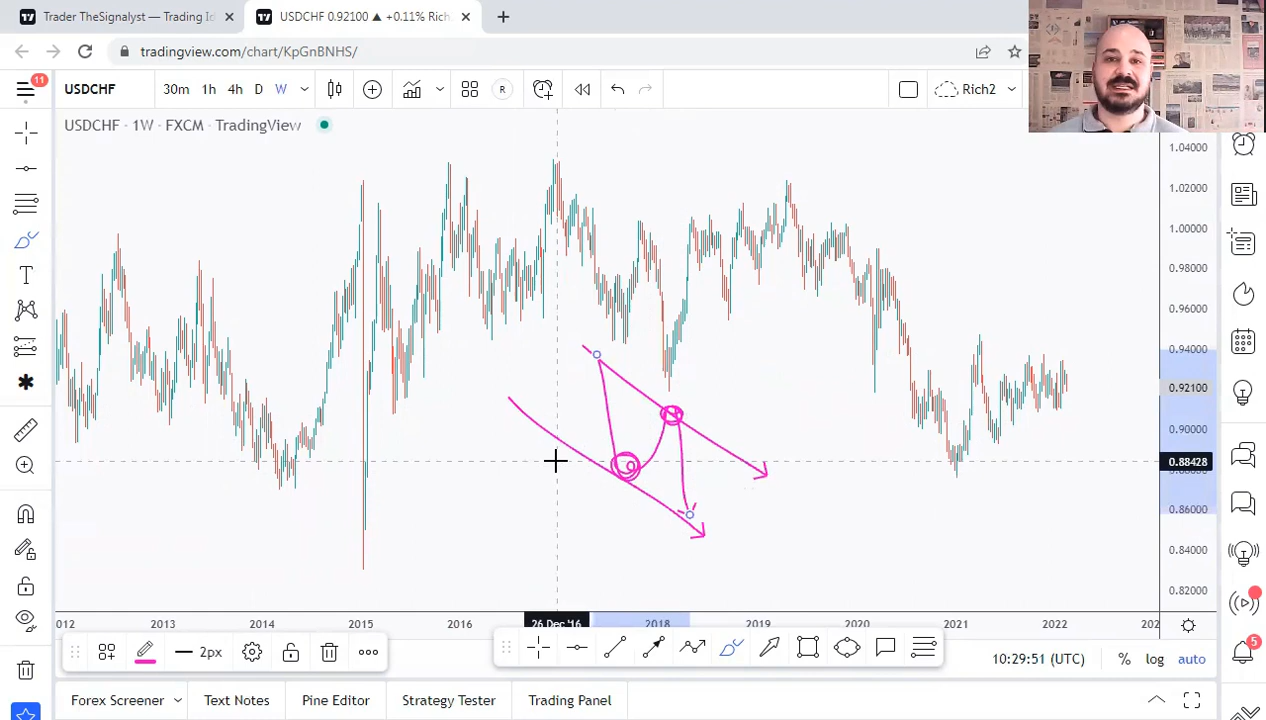 Trader TheSignalyst — Trading Id
USDCHF 0.92100 ▲ +0.11% Rich
tradingview.com/chart/KpGnBNHS/
11
USDCHF
30m 1h 4h D W
R
Rich2
USDCHF · 1W · FXCM · TradingView
1.04000
1.02000
1.00000
0.98000
0.96000
0.94000
0.92100
0.90000
0.88428
0.86000
0.84000
0.82000
012 2013 2014 2015 2016 26 Dec '16 2018 2019 2020 2021 2022 202
2px
10:29:51 (UTC) % log auto
5
Forex Screener Text Notes Pine Editor Strategy Tester Trading Panel